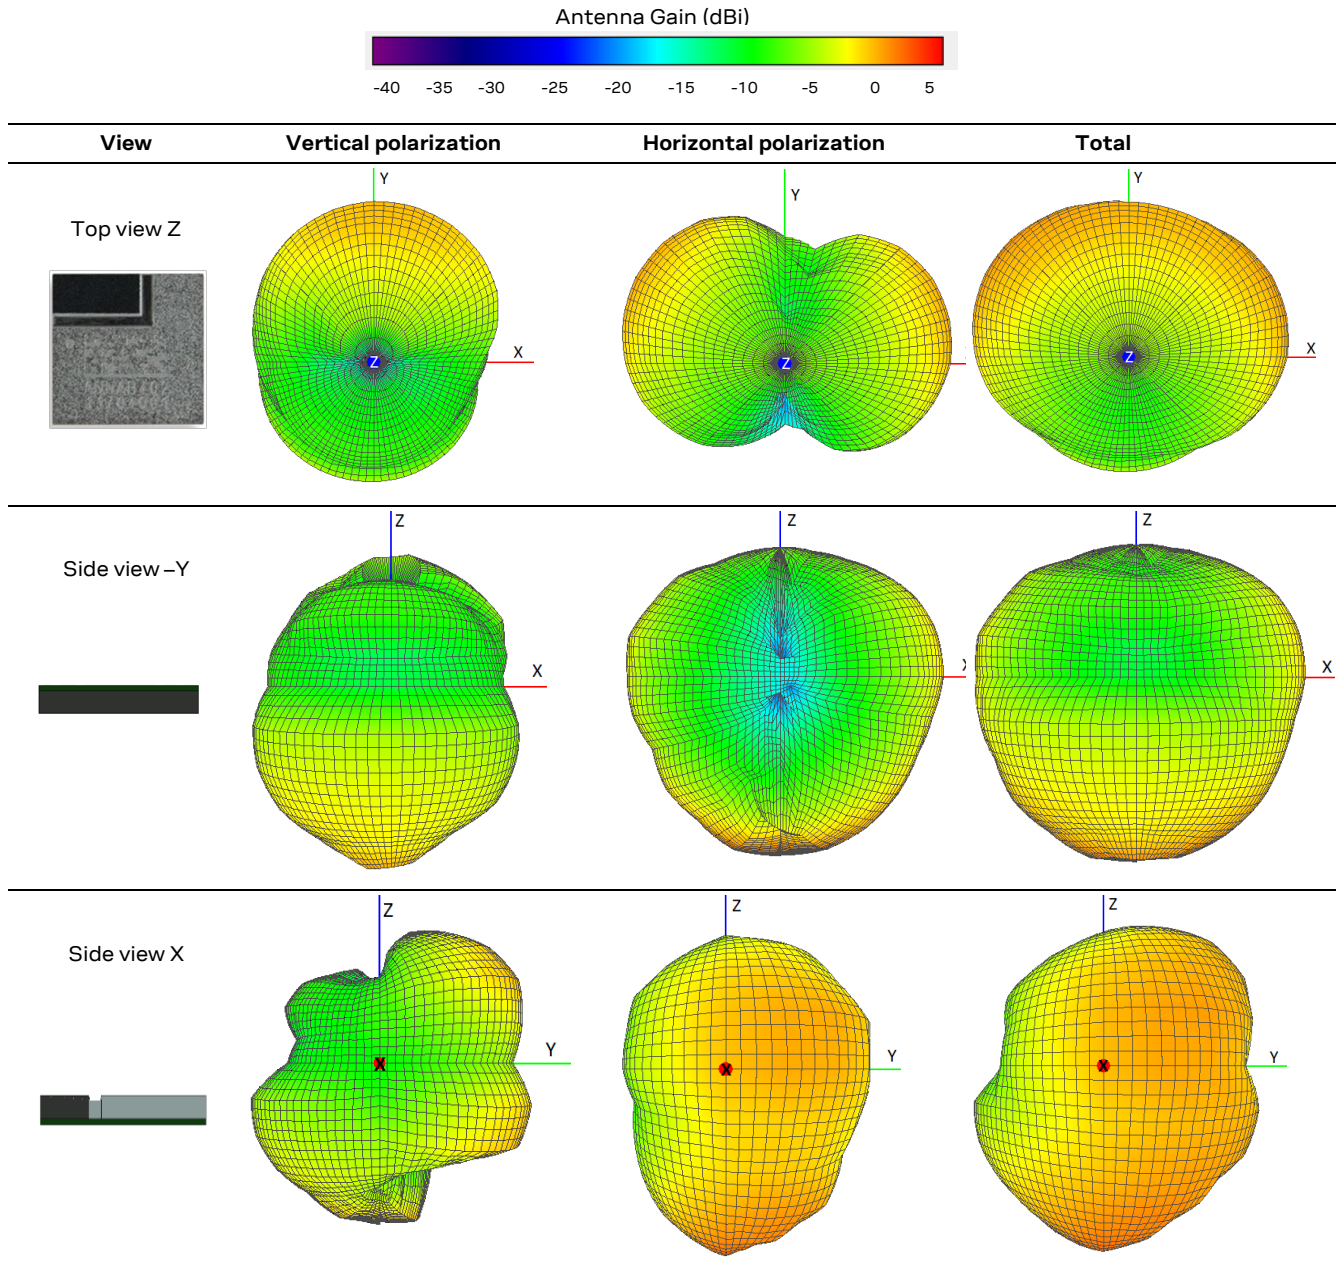 Antenna Gain (dBi)
-40 -35 -30 -25 -20 -15 -10 -5 0 5
View Vertical polarization Horizontal polarization Total
Top view Z
Y
X
Z
Y
Z
Y
X
Z
Side view –Y
Z
X
Z
Z
X
Side view X
Z
Y
X
Z
Y
X
Z
Y
X